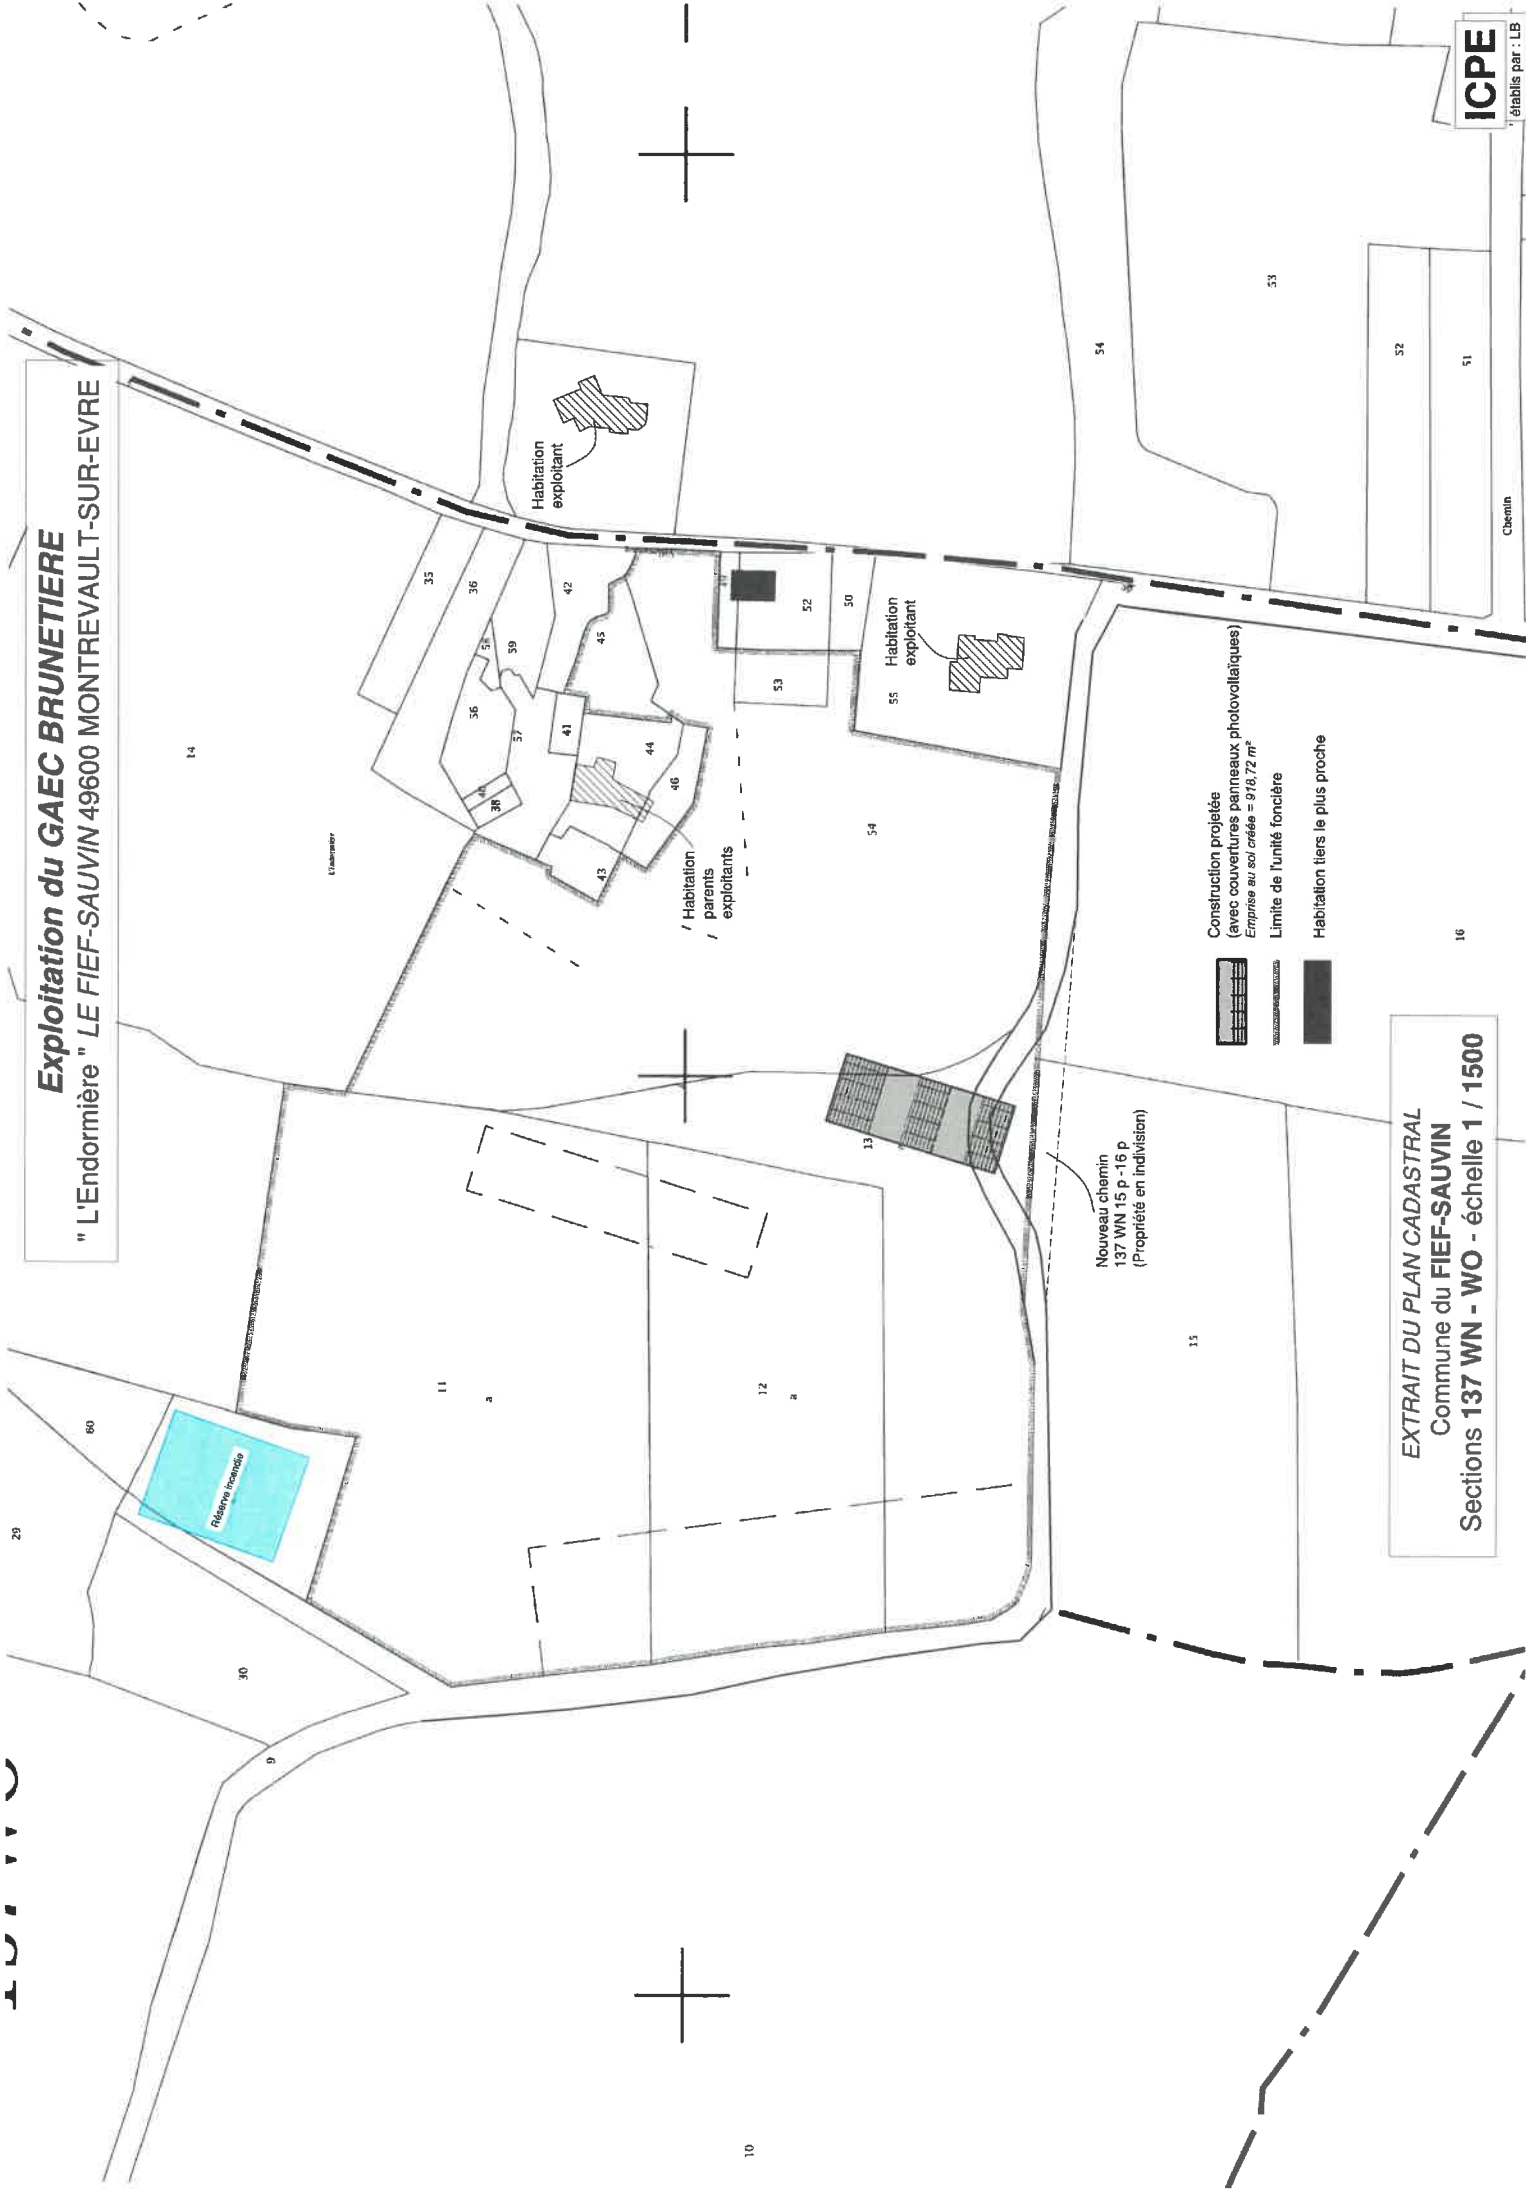 Exploitation du GAEC BRUNETIERE
" L'Endormière " LE FIEF-SAUVIN 49600 MONTREVAULT-SUR-EVRE
29
60
Réserve incendie
30
9
10
11
a
12
a
13
14
35
36
42
58
59
56
57
45
41
38
44
46
43
Habitation
exploitant
Habitation
parents
exploitants
52
50
53
Habitation
exploitant
55
54
54
53
52
51
Chemin
Nouveau chemin
137 WN 15 p -16 p
(Propriété en indivision)
15
16
Construction projetée
(avec couvertures panneaux photovoltaïques)
Emprise au sol créée = 918,72 m²
Limite de l'unité foncière
Habitation tiers le plus proche
EXTRAIT DU PLAN CADASTRAL
Commune du FIEF-SAUVIN
Sections 137 WN - WO - échelle 1 / 1500
ICPE
établis par : LB